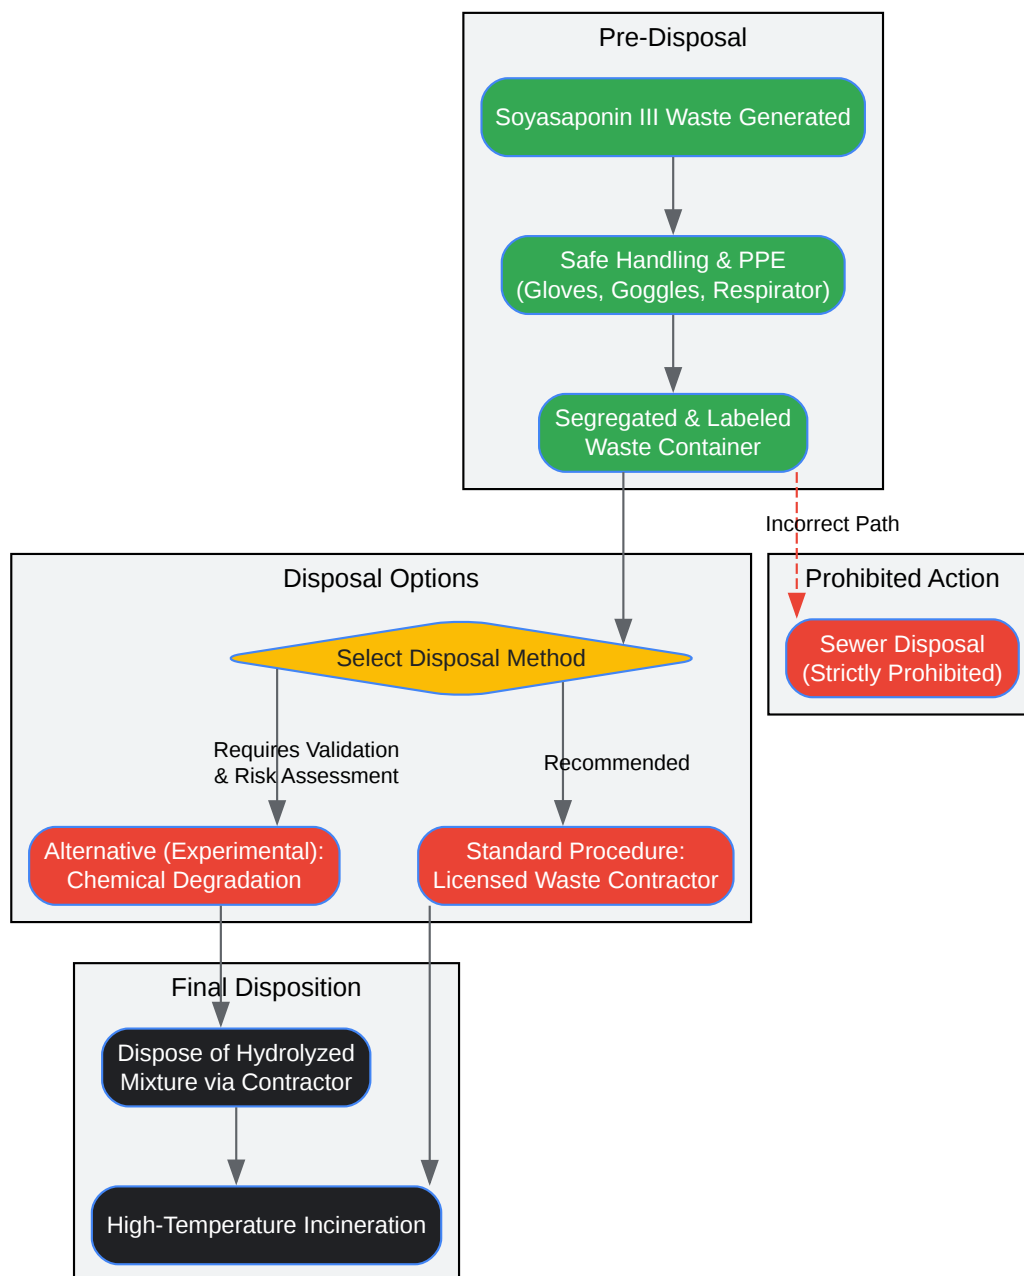 Pre-Disposal
Soyasaponin III Waste Generated
Safe Handling & PPE
(Gloves, Goggles, Respirator)
Segregated & Labeled
Waste Container
Incorrect Path
Disposal Options
Prohibited Action
Select Disposal Method
Sewer Disposal
(Strictly Prohibited)
Requires Validation
& Risk Assessment
Recommended
Alternative (Experimental):
Chemical Degradation
Standard Procedure:
Licensed Waste Contractor
Final Disposition
Dispose of Hydrolyzed
Mixture via Contractor
High-Temperature Incineration